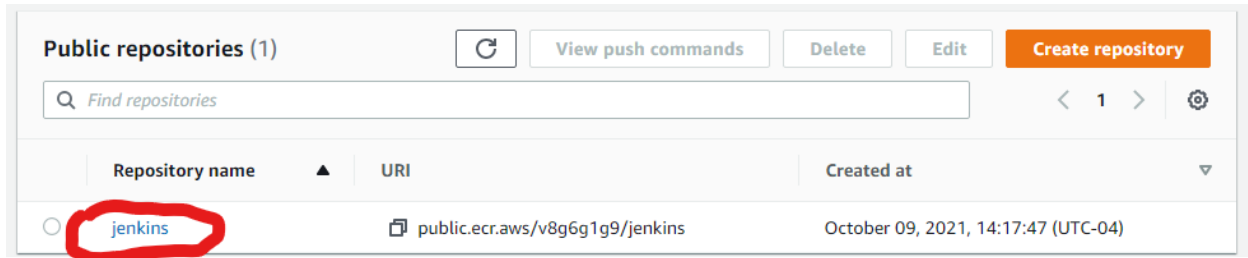 Public repositories (1) View push commands Delete Edit Create repository
Find repositories 1
Repository name URI Created at
jenkins public.ecr.aws/v8g6g1g9/jenkins October 09, 2021, 14:17:47 (UTC-04)